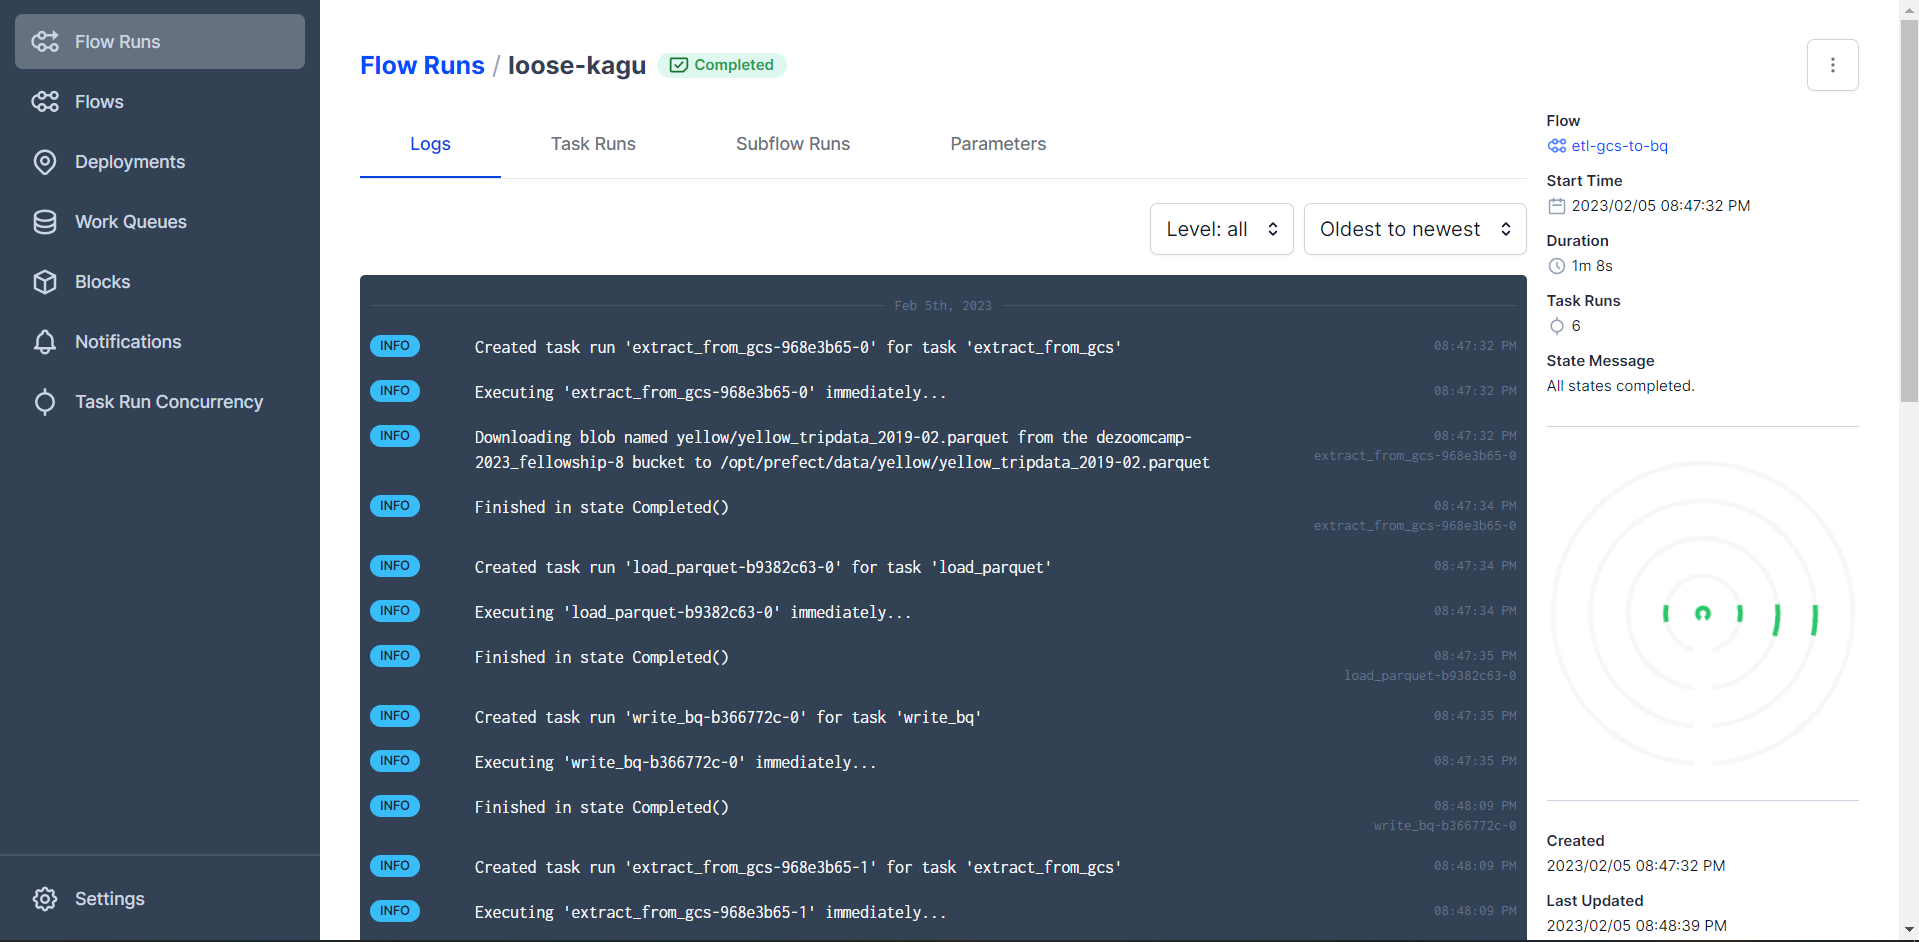 Flow Runs
Flows
Deployments
Work Queues
Blocks
Notifications
Task Run Concurrency
Settings
Flow Runs / loose-kagu Completed
Logs Task Runs Subflow Runs Parameters
Level: all Oldest to newest
Feb 5th, 2023
INFO Created task run 'extract_from_gcs-968e3b65-0' for task 'extract_from_gcs' 08:47:32 PM
INFO Executing 'extract_from_gcs-968e3b65-0' immediately... 08:47:32 PM
INFO Downloading blob named yellow/yellow_tripdata_2019-02.parquet from the dezoomcamp- 08:47:32 PM
2023_fellowship-8 bucket to /opt/prefect/data/yellow/yellow_tripdata_2019-02.parquet extract_from_gcs-968e3b65-0
INFO Finished in state Completed() 08:47:34 PM
extract_from_gcs-968e3b65-0
INFO Created task run 'load_parquet-b9382c63-0' for task 'load_parquet' 08:47:34 PM
INFO Executing 'load_parquet-b9382c63-0' immediately... 08:47:34 PM
INFO Finished in state Completed() 08:47:35 PM
load_parquet-b9382c63-0
INFO Created task run 'write_bq-b366772c-0' for task 'write_bq' 08:47:35 PM
INFO Executing 'write_bq-b366772c-0' immediately... 08:47:35 PM
INFO Finished in state Completed() 08:48:09 PM
write_bq-b366772c-0
INFO Created task run 'extract_from_gcs-968e3b65-1' for task 'extract_from_gcs' 08:48:09 PM
INFO Executing 'extract_from_gcs-968e3b65-1' immediately... 08:48:09 PM
Flow
etl-gcs-to-bq
Start Time
2023/02/05 08:47:32 PM
Duration
1m 8s
Task Runs
6
State Message
All states completed.
Created
2023/02/05 08:47:32 PM
Last Updated
2023/02/05 08:48:39 PM